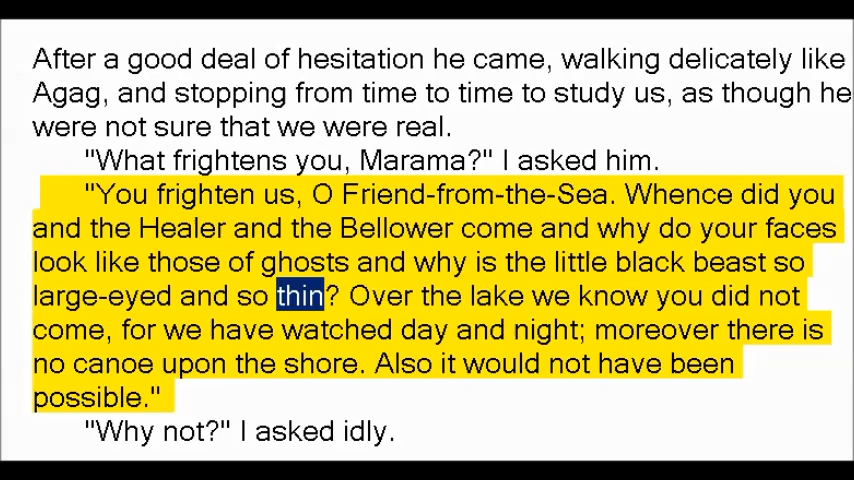 After a good deal of hesitation he came, walking delicately like
Agag, and stopping from time to time to study us, as though he
were not sure that we were real.
"What frightens you, Marama?" I asked him.
"You frighten us, O Friend-from-the-Sea. Whence did you
and the Healer and the Bellower come and why do your faces
look like those of ghosts and why is the little black beast so
large-eyed and so thin? Over the lake we know you did not
come, for we have watched day and night; moreover there is
no canoe upon the shore. Also it would not have been
possible."
"Why not?" I asked idly.